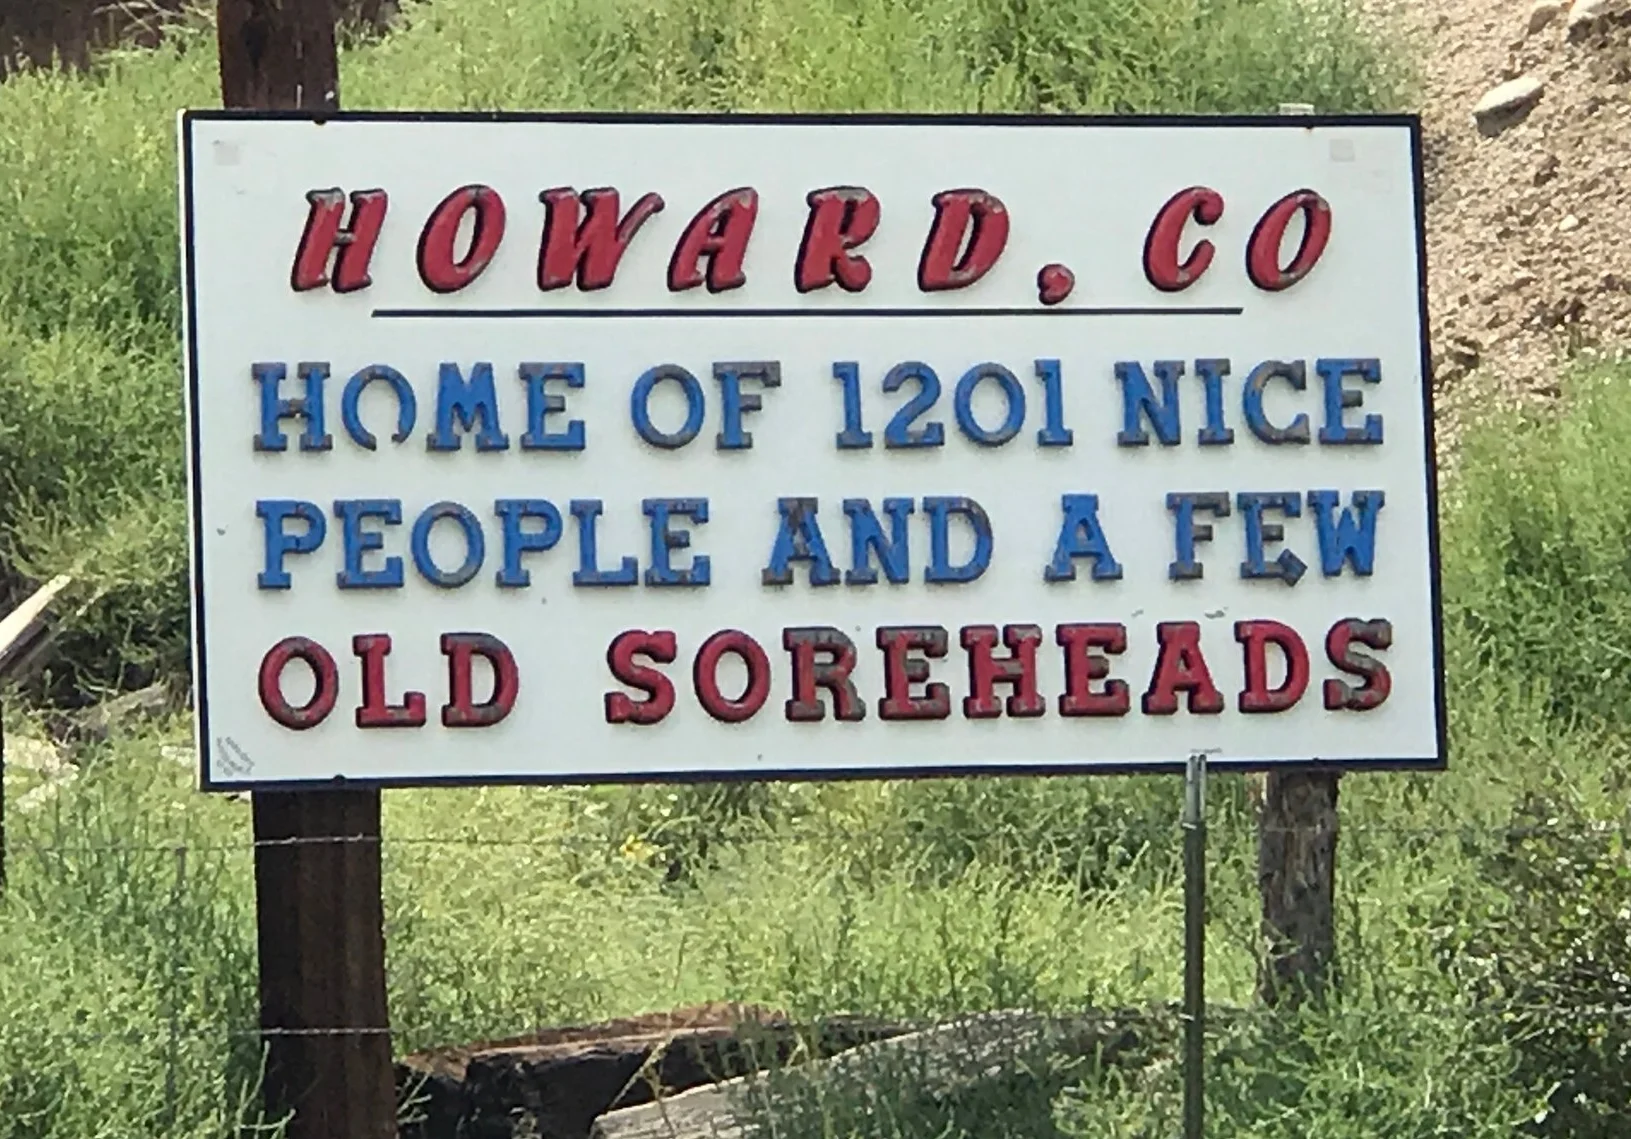 HOWARD, CO
HOME OF 1201 NICE
PEOPLE AND A FEW
OLD SOREHEADS